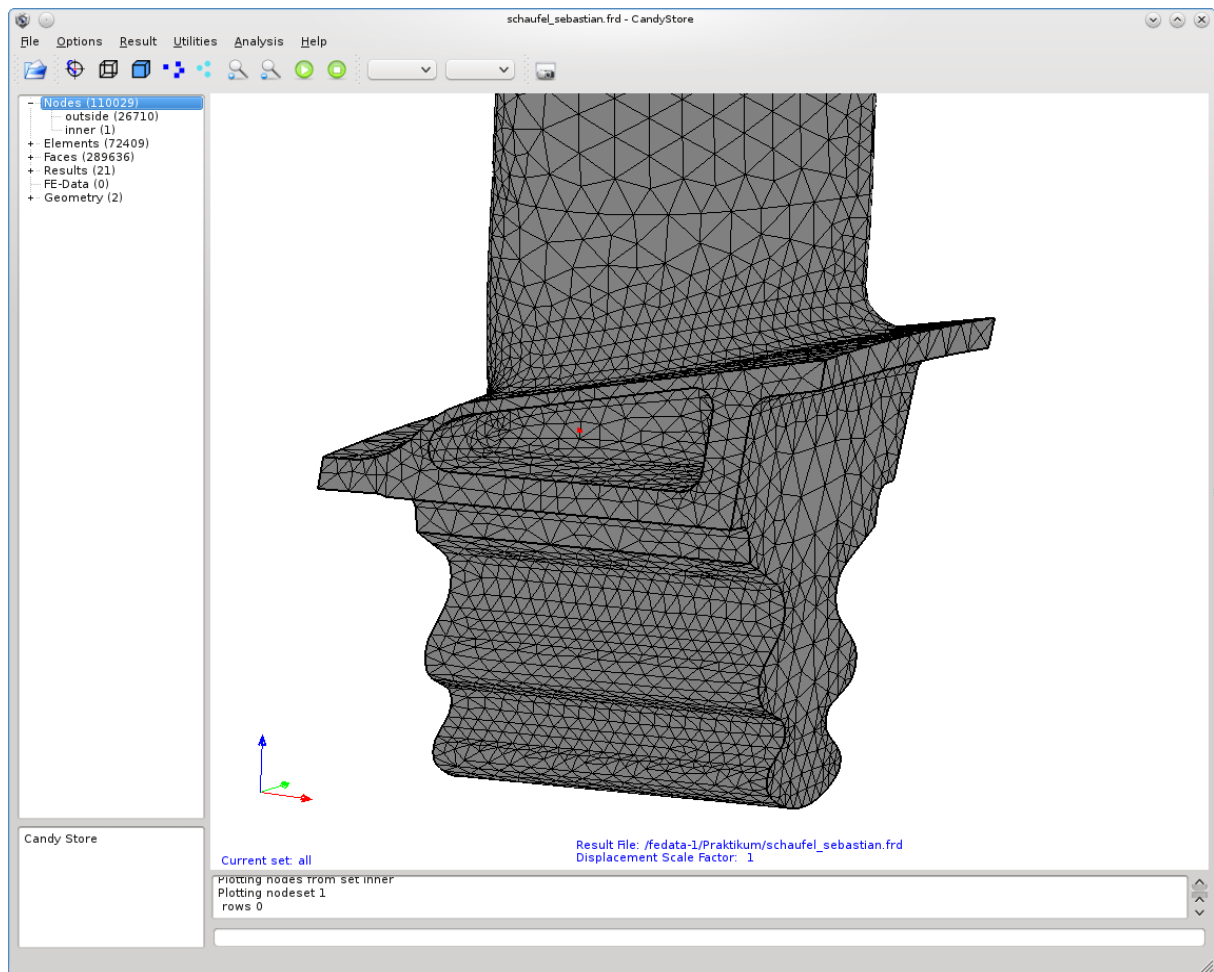 schaufel_sebastian.frd - CandyStore
File Options Result Utilities Analysis Help
Nodes (110029)
outside (26710)
inner (1)
Elements (72409)
Faces (289636)
Results (21)
FE-Data (0)
Geometry (2)
Candy Store
Current set: all
Result File: /fedata-1/Praktikum/schaufel_sebastian.frd
Displacement Scale Factor: 1
Plotting nodes from set inner
Plotting nodeset 1
rows 0